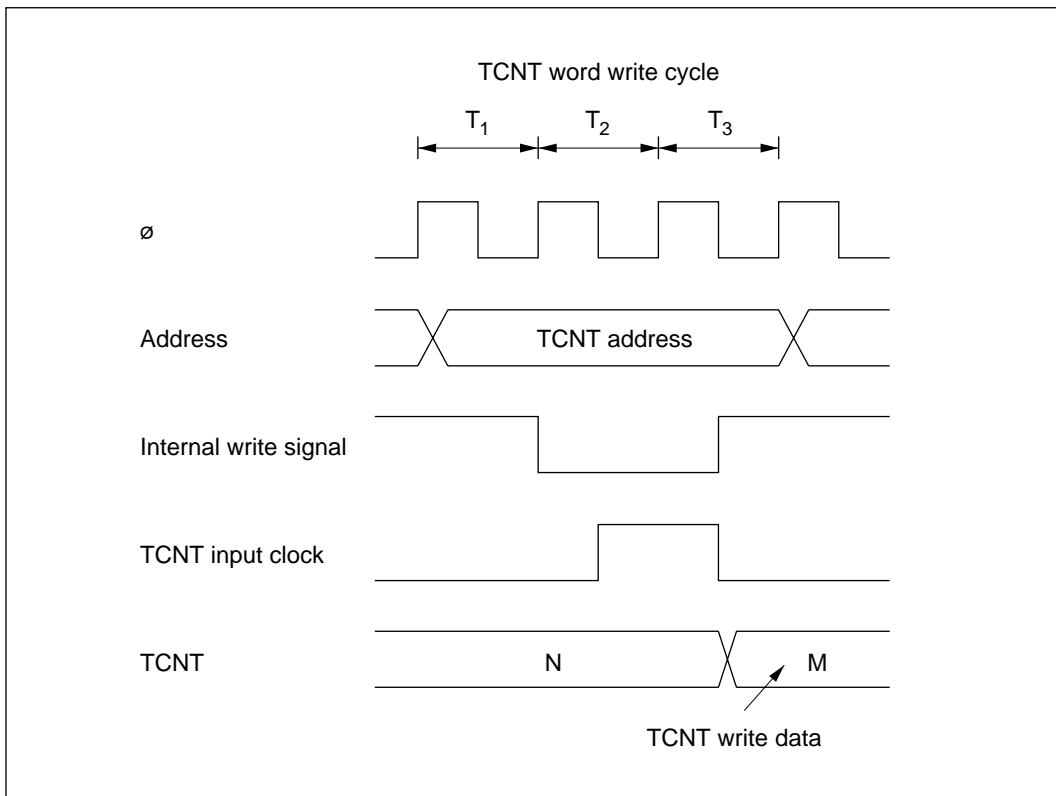 TCNT word write cycle
T1 T2 T3
ø
Address
TCNT address
Internal write signal
TCNT input clock
TCNT
N
M
TCNT write data